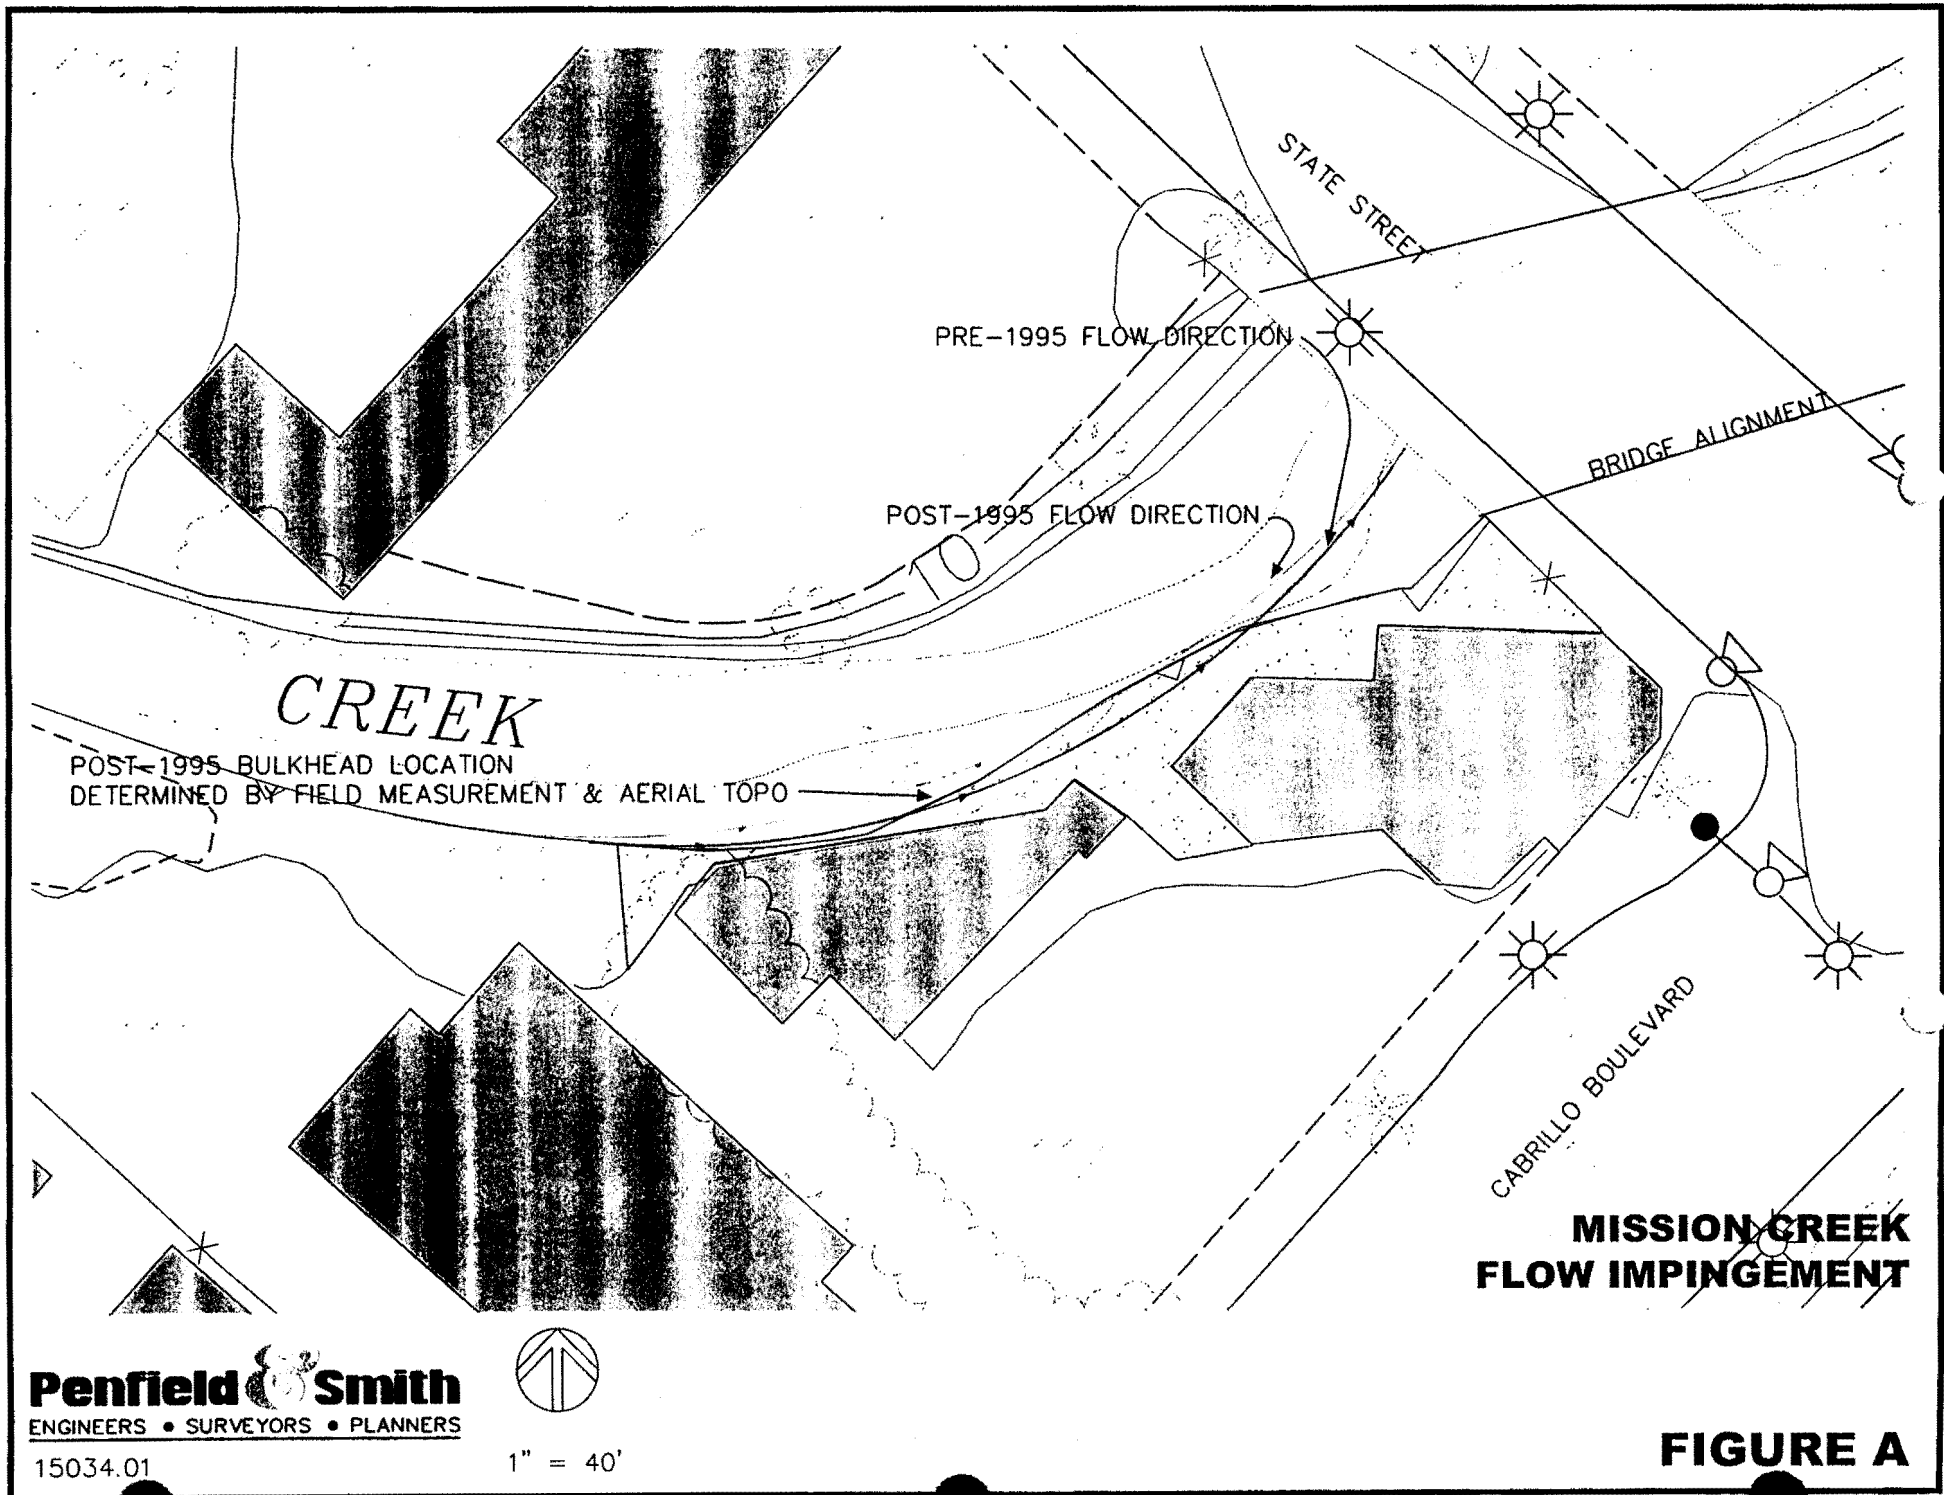 STATE STREET
PRE-1995 FLOW DIRECTION
BRIDGE ALIGNMENT
POST-1995 FLOW DIRECTION
10
CREEK
POST-1995 BULKHEAD LOCATION
DETERMINED BY FIELD MEASUREMENT & AERIAL TOPO
CABRILLO BOULEVARD
MISSION CREEK
FLOW IMPINGEMENT
Penfield & Smith
ENGINEERS • SURVEYORS • PLANNERS
15034.01
1" = 40'
FIGURE A